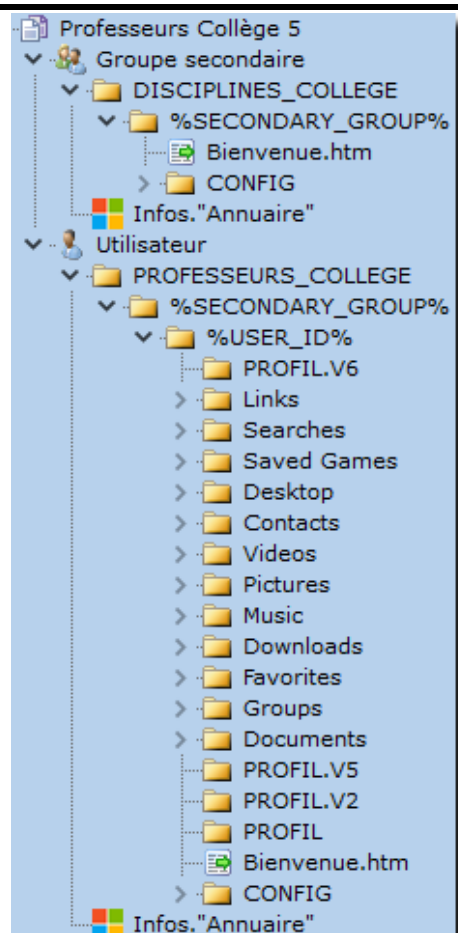 Professeurs Collège 5
Groupe secondaire
DISCIPLINES_COLLEGE
%SECONDARY_GROUP%
Bienvenue.htm
CONFIG
Infos."Annuaire"
Utilisateur
PROFESSEURS_COLLEGE
%SECONDARY_GROUP%
%USER_ID%
PROFIL.V6
Links
Searches
Saved Games
Desktop
Contacts
Videos
Pictures
Music
Downloads
Favorites
Groups
Documents
PROFIL.V5
PROFIL.V2
PROFIL
Bienvenue.htm
CONFIG
Infos."Annuaire"